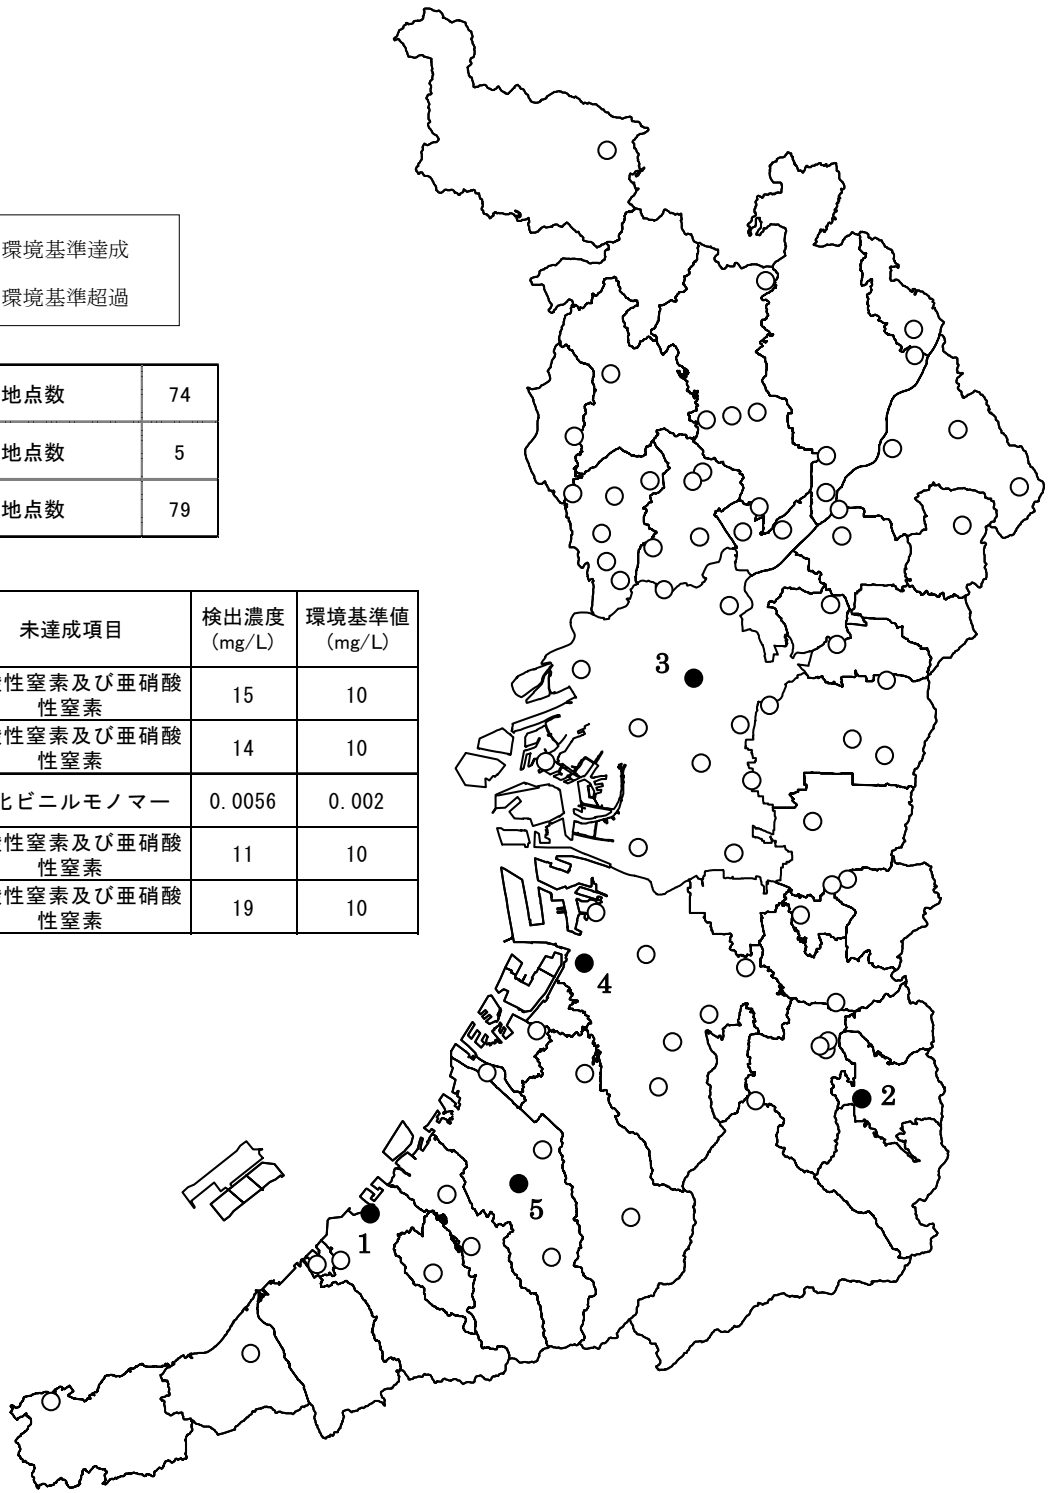 環境基準達成
環境基準超過
地点数 74
地点数 5
地点数 79
未達成項目 検出濃度 (mg/L) 環境基準値 (mg/L)
性窒素及び亜硝酸性窒素 15 10
性窒素及び亜硝酸性窒素 14 10
ビニルモノマー 0.0056 0.002
性窒素及び亜硝酸性窒素 11 10
性窒素及び亜硝酸性窒素 19 10
3
4
2
5
1